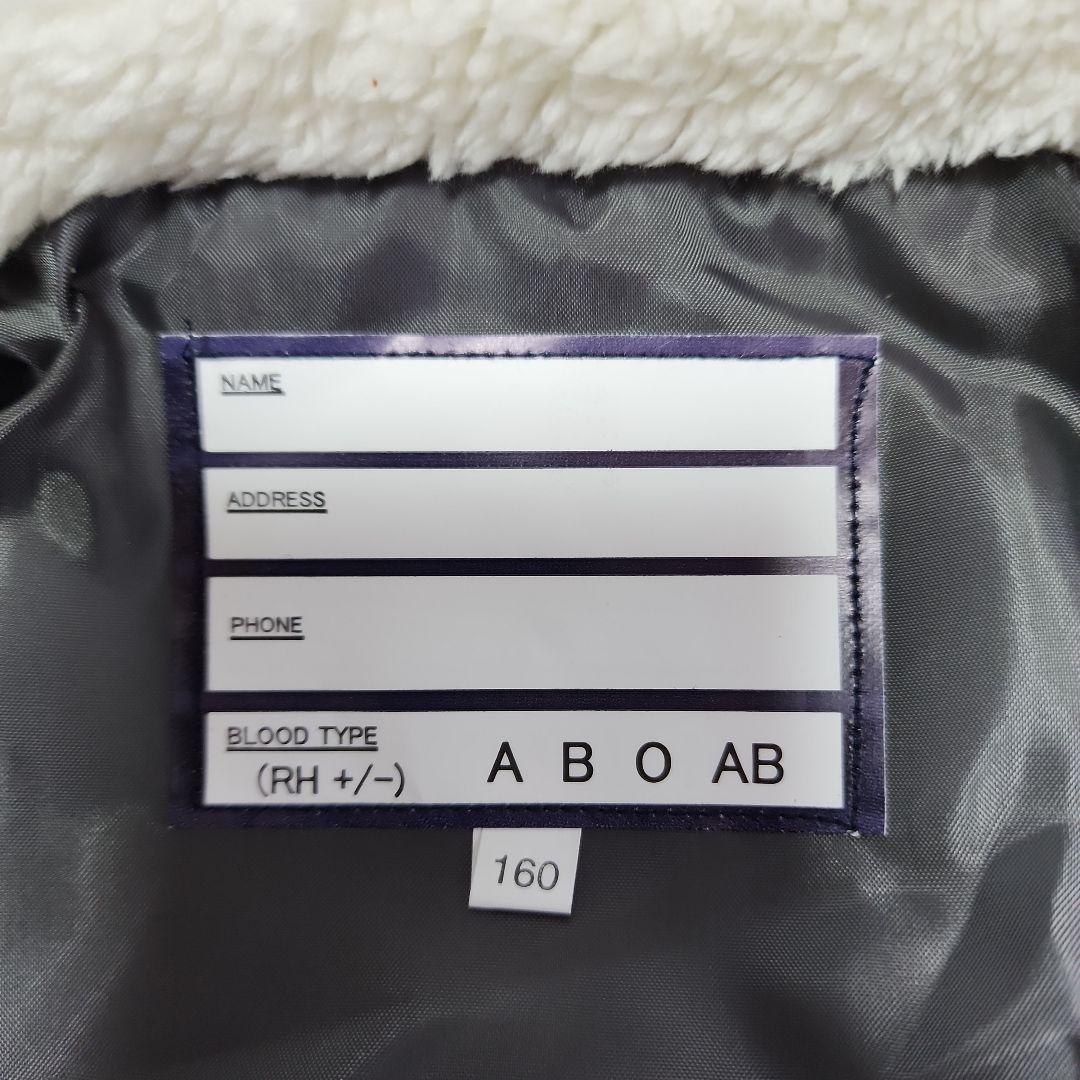 NAME
ADDRESS
PHONE
BLOOD TYPE
(RH +/−) A B O AB
160